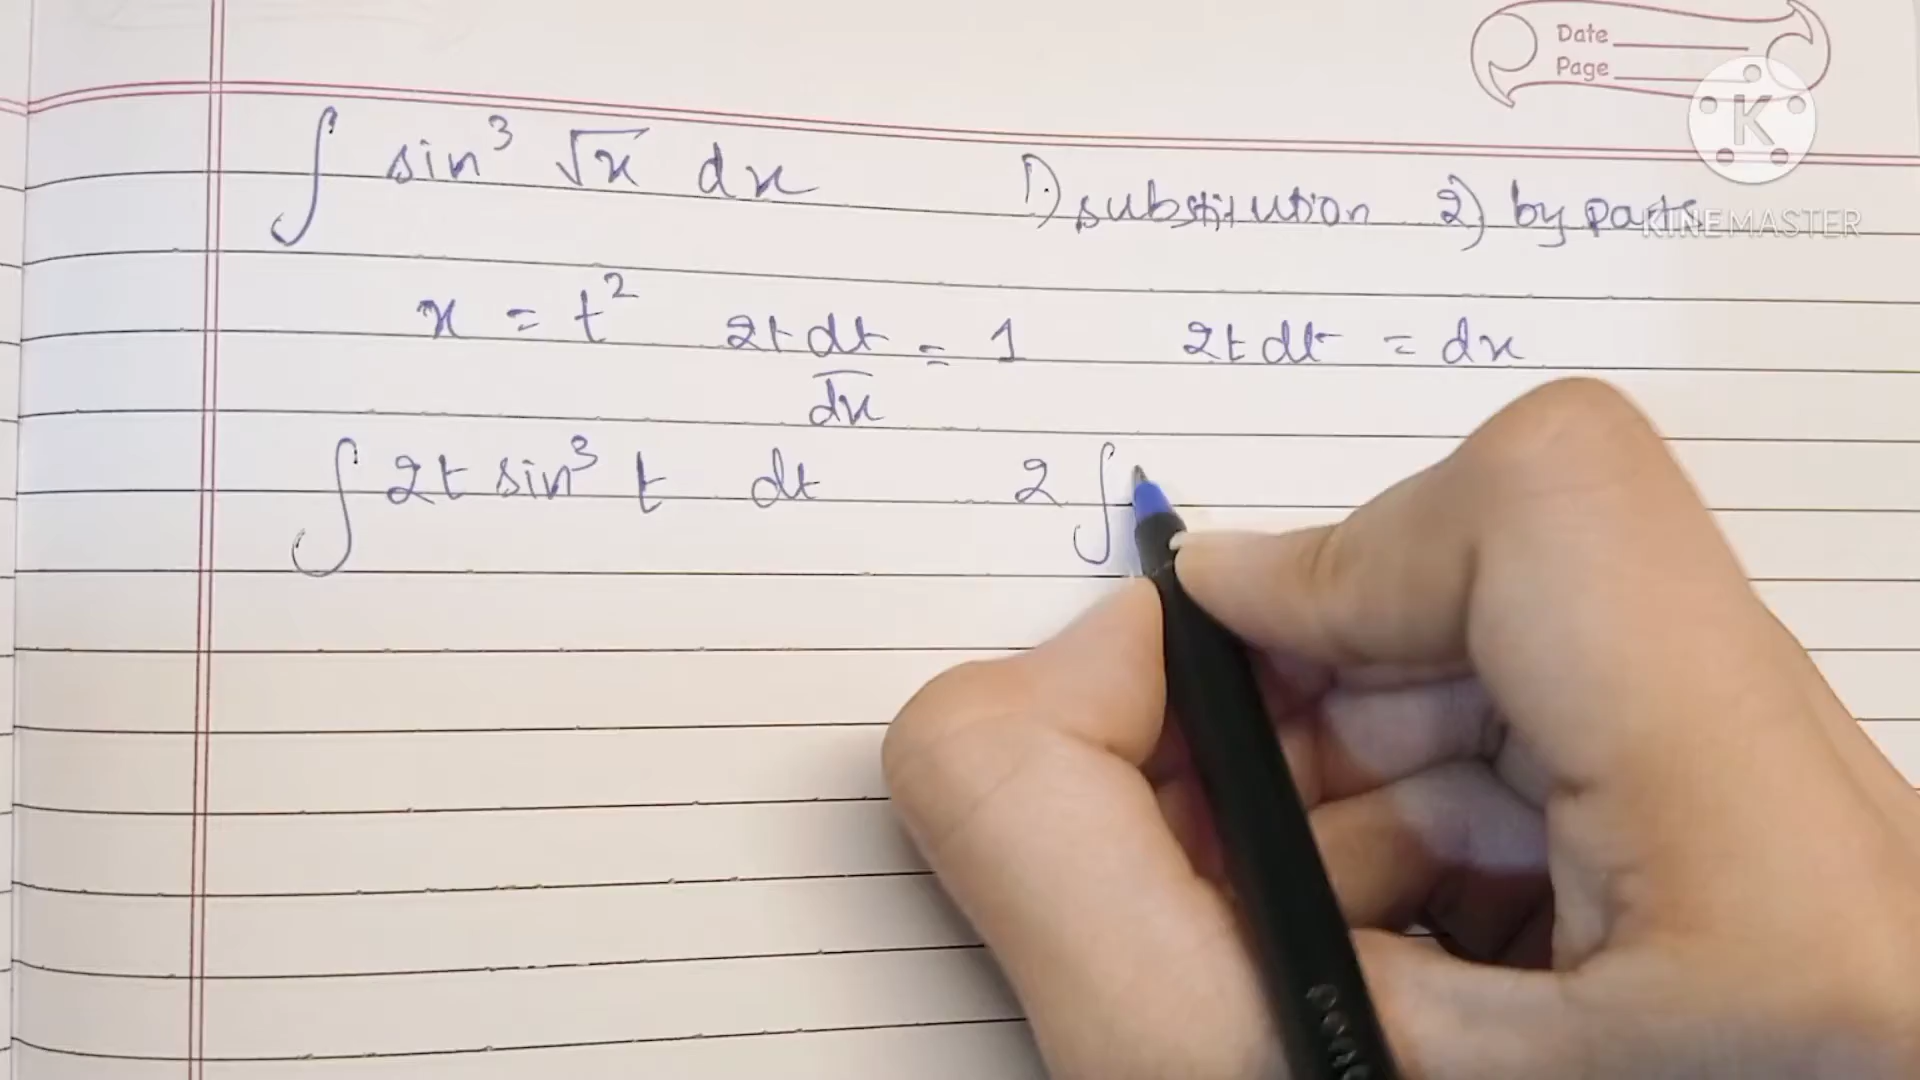 Date
Page
∫ sin³ √x dx 1) substitution 2) by parts
KINEMASTER
x = t² 2t dt/dx = 1 2t dt = dx
∫ 2t sin³ t dt 2 ∫